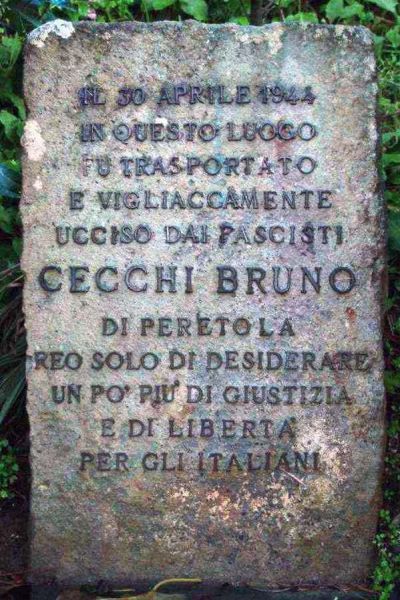 IL 30 APRILE 1944
IN QUESTO LUOGO
FU TRASPORTATO
E VIGLIACCAMENTE
UCCISO DAI FASCISTI
CECCHI BRUNO
DI PERETOLA
REO SOLO DI DESIDERARE
UN PO' PIU' DI GIUSTIZIA
E DI LIBERTA'
PER GLI ITALIANI